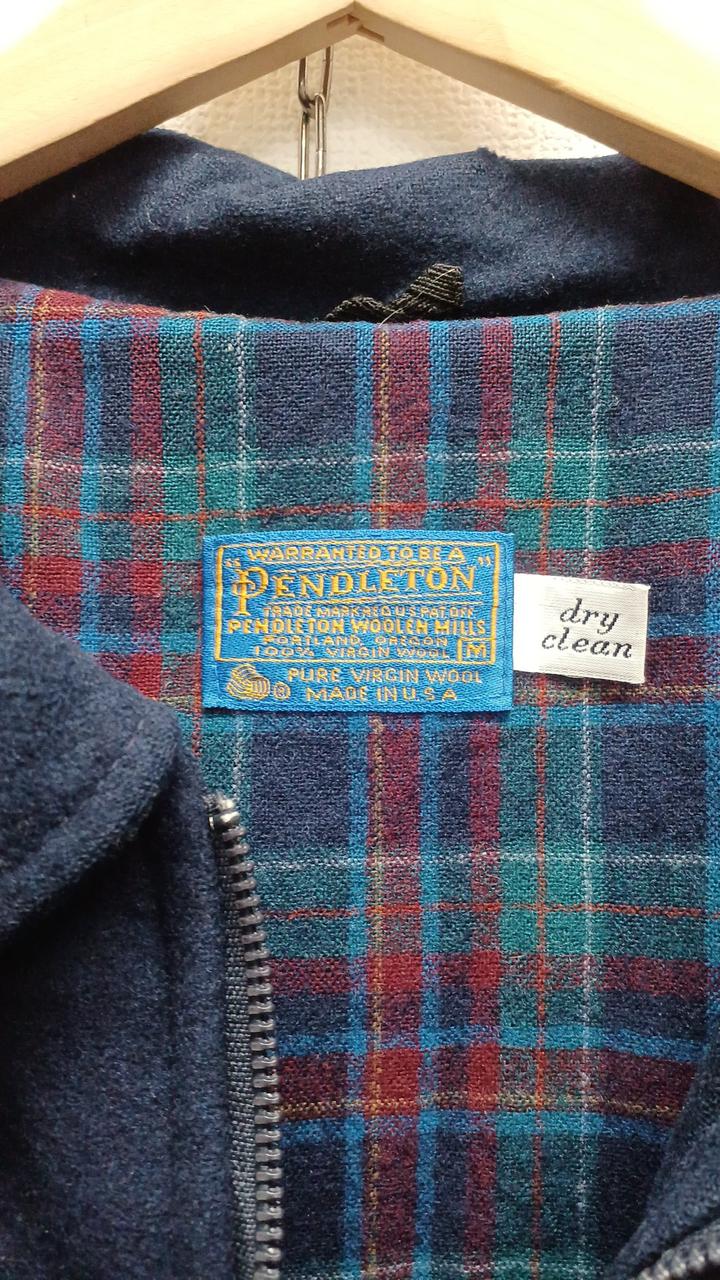 WARRANTED TO BE A
"PENDLETON"
TRADE MARK REG U.S. PAT OFF
PENDLETON WOOLEN MILLS
PORTLAND, OREGON
100% VIRGIN WOOL M
® PURE VIRGIN WOOL
MADE IN U.S.A
dry
clean